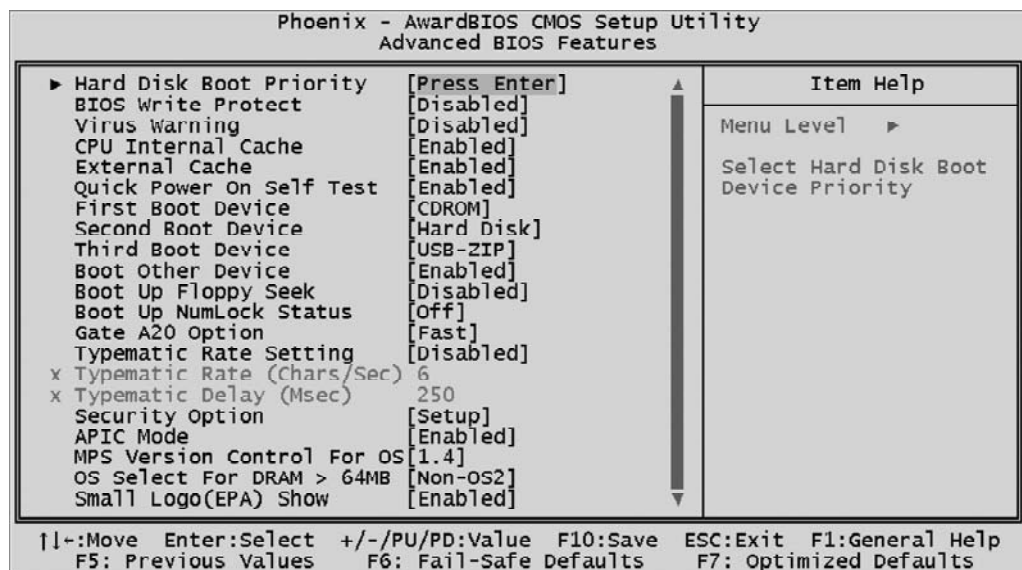 Phoenix - AwardBIOS CMOS Setup Utility
Advanced BIOS Features
► Hard Disk Boot Priority [Press Enter]
BIOS Write Protect [Disabled]
Virus Warning [Disabled]
CPU Internal Cache [Enabled]
External Cache [Enabled]
Quick Power On Self Test [Enabled]
First Boot Device [CDROM]
Second Boot Device [Hard Disk]
Third Boot Device [USB-ZIP]
Boot Other Device [Enabled]
Boot Up Floppy Seek [Disabled]
Boot Up NumLock Status [Off]
Gate A20 Option [Fast]
Typematic Rate Setting [Disabled]
x Typematic Rate (Chars/Sec) 6
x Typematic Delay (Msec) 250
Security Option [Setup]
APIC Mode [Enabled]
MPS Version Control For OS[1.4]
OS Select For DRAM > 64MB [Non-OS2]
Small Logo(EPA) Show [Enabled]
Item Help
Menu Level ►
Select Hard Disk Boot
Device Priority
↑↓←:Move Enter:Select +/-/PU/PD:Value F10:Save ESC:Exit F1:General Help
F5: Previous Values F6: Fail-Safe Defaults F7: Optimized Defaults